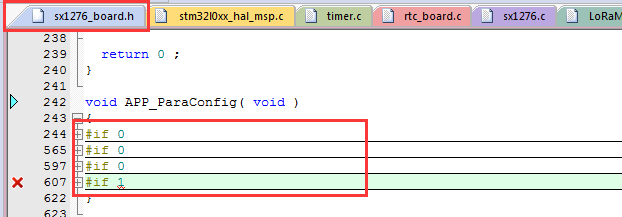 sx1276_board.h stm32l0xx_hal_msp.c timer.c rtc_board.c sx1276.c LoRaM
238
239 return 0 ;
240 }
241
242 void APP_ParaConfig( void )
243 {
244 #if 0
565 #if 0
597 #if 0
607 #if 1
622 }
623